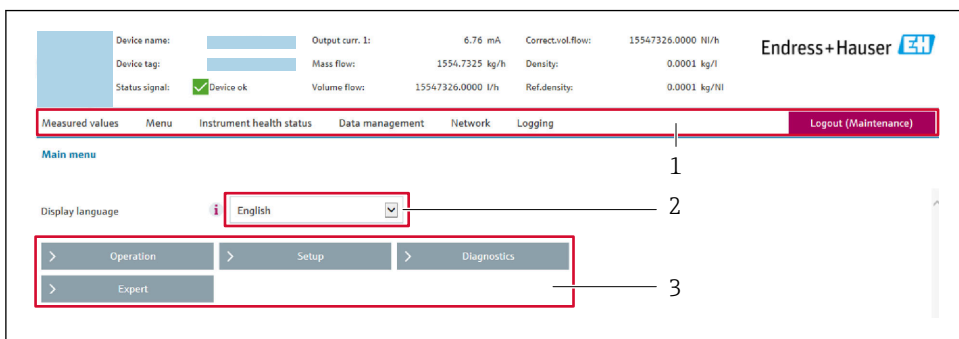 Device name: Output curr. 1: 6.76 mA Correct.vol.flow: 15547326.0000 Nl/h
Endress+Hauser EH
Device tag: Mass flow: 1554.7325 kg/h Density: 0.0001 kg/l
Status signal: Device ok Volume flow: 15547326.0000 l/h Ref.density: 0.0001 kg/Nl
Measured values Menu Instrument health status Data management Network Logging Logout (Maintenance)
1
Main menu
Display language i English 2
> Operation > Setup > Diagnostics
> Expert 3